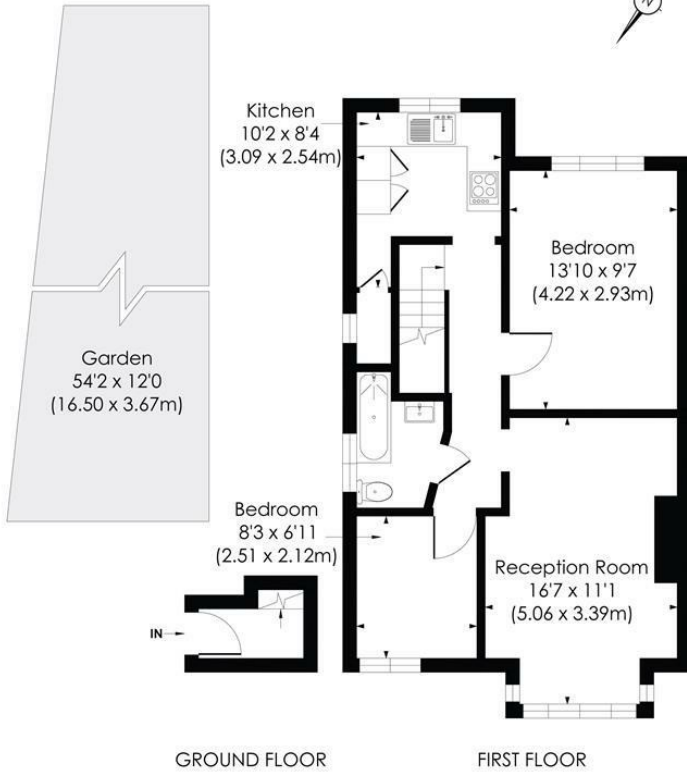 N
Kitchen
10'2 x 8'4
(3.09 x 2.54m)
Bedroom
13'10 x 9'7
(4.22 x 2.93m)
Garden
54'2 x 12'0
(16.50 x 3.67m)
Bedroom
8'3 x 6'11
(2.51 x 2.12m)
Reception Room
16'7 x 11'1
(5.06 x 3.39m)
IN
GROUND FLOOR
FIRST FLOOR